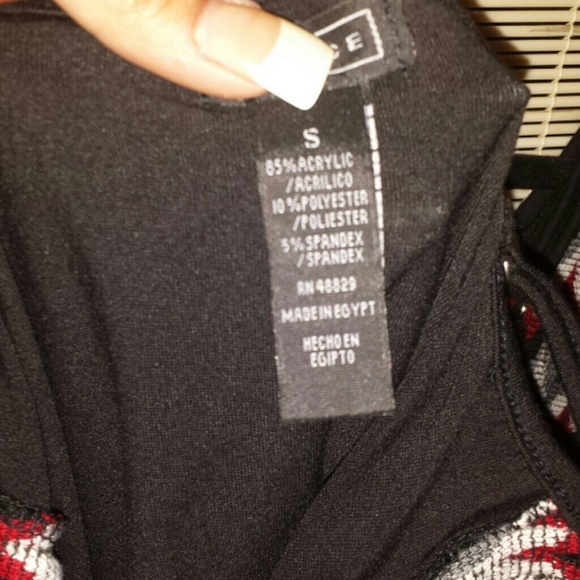 S
85% ACRYLIC
/ACRILICO
10% POLYESTER
/POLIESTER
5% SPANDEX
/SPANDEX
RN 48829
MADE IN EGYPT
HECHO EN
EGIPTO